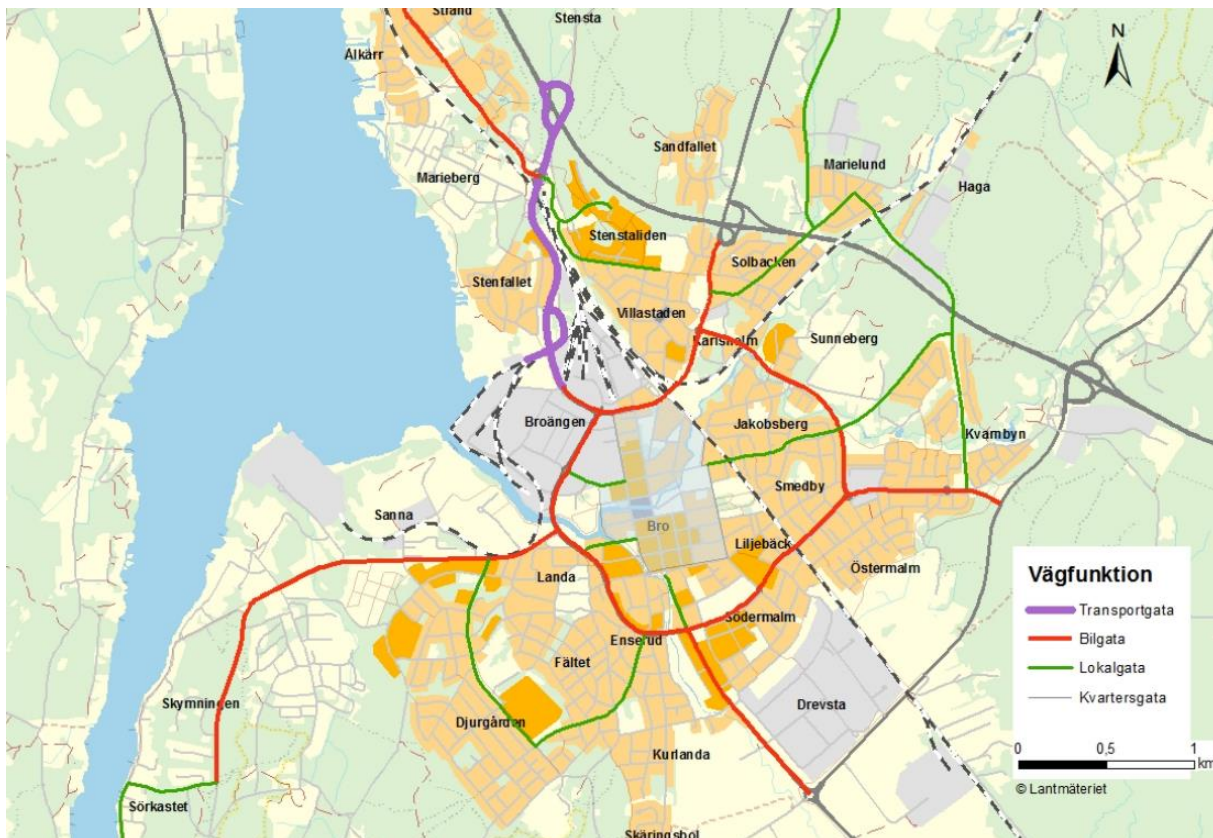 Strand
Stensta
Älkärr
N
Sandfallet
Marielund
Marieberg
Haga
Stenstaliden
Solbacken
Stenfallet
Villastaden
Karlsholm
Sunneberg
Broängen
Jakobsberg
Kvarnbyn
Smedby
Sanna
Bro
Liljebäck
Östermalm
Landa
Södermalm
Enserud
Fältet
Skymningen
Djurgården
Drevsta
Kurlanda
Sörkastet
Skäringsbol
Vägfunktion
Transportgata
Bilgata
Lokalgata
Kvartersgata
0 0,5 1
km
© Lantmäteriet